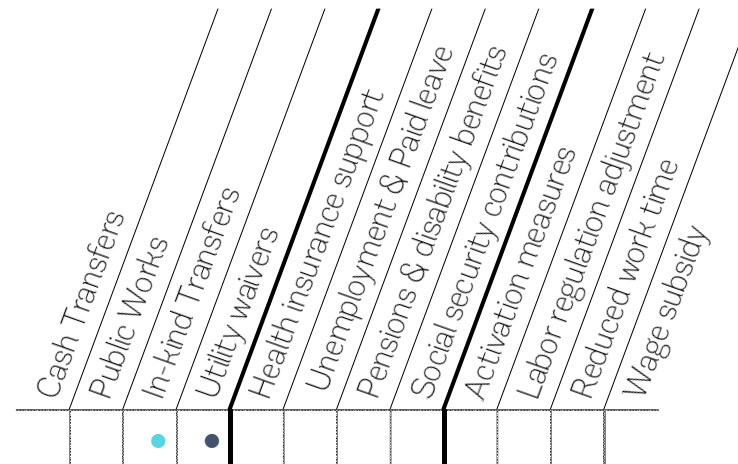 Cash Transfers
Public Works
In-kind Transfers
Utility waivers
Health insurance support
Unemployment & Paid leave
Pensions & disability benefits
Social security contributions
Activation measures
Labor regulation adjustment
Reduced work time
Wage subsidy